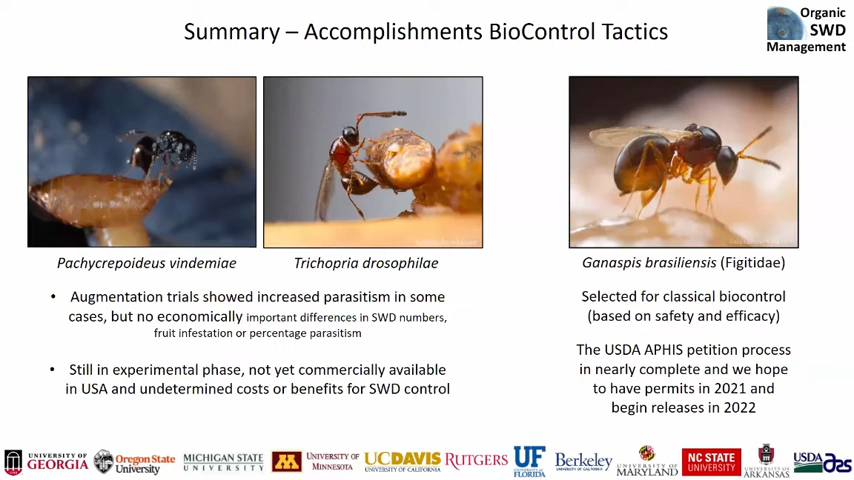 Summary – Accomplishments BioControl Tactics
Organic
SWD
Management
Pachycrepoideus vindemiae
Trichopria drosophilae
Ganaspis brasiliensis (Figitidae)
• Augmentation trials showed increased parasitism in some
cases, but no economically important differences in SWD numbers,
fruit infestation or percentage parasitism
• Still in experimental phase, not yet commercially available
in USA and undetermined costs or benefits for SWD control
Selected for classical biocontrol
(based on safety and efficacy)
The USDA APHIS petition process
in nearly complete and we hope
to have permits in 2021 and
begin releases in 2022
UNIVERSITY OF
GEORGIA
Oregon State
University
MICHIGAN STATE
UNIVERSITY
M
UNIVERSITY OF
MINNESOTA
UCDAVIS
UNIVERSITY OF CALIFORNIA
RUTGERS
UF
UNIVERSITY of
FLORIDA
Berkeley
UNIVERSITY OF CALIFORNIA
UNIVERSITY OF
MARYLAND
NC STATE
UNIVERSITY
UNIVERSITY OF
ARKANSAS
USDA
ars